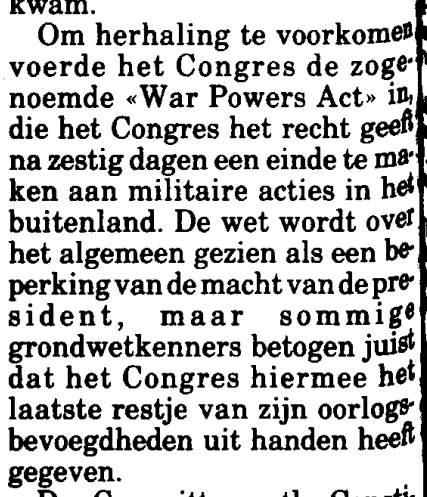 kwam.
Om herhaling te voorkomen
voerde het Congres de zoge-
noemde «War Powers Act» in,
die het Congres het recht geeft
na zestig dagen een einde te ma-
ken aan militaire acties in het
buitenland. De wet wordt over
het algemeen gezien als een be-
perking van de macht van de pre-
sident, maar sommige
grondwetkenners betogen juist
dat het Congres hiermee het
laatste restje van zijn oorlogs-
bevoegdheden uit handen heeft
gegeven.